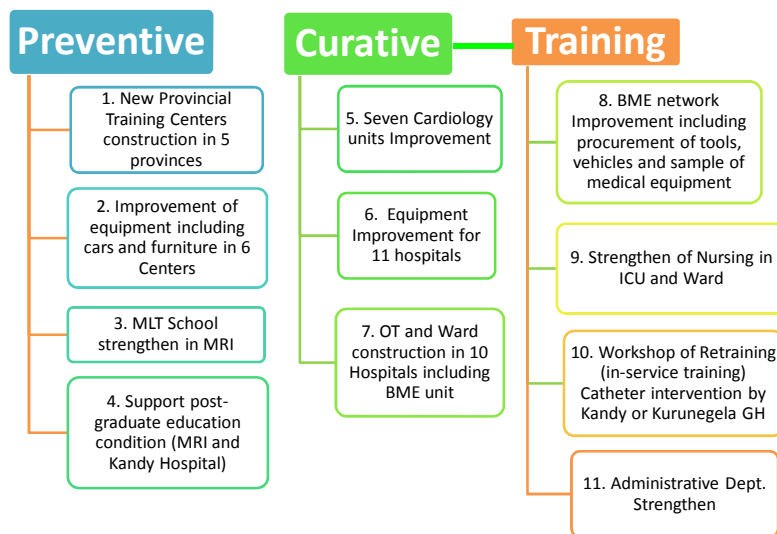 Preventive
1. New Provincial
Training Centers
construction in 5
provinces
2. Improvement of
equipment including
cars and furniture in 6
Centers
3. MLT School
strengthen in MRI
4. Support post-
graduate education
condition (MRI and
Kandy Hospital)
Curative
5. Seven Cardiology
units Improvement
6. Equipment
Improvement for
11 hospitals
7. OT and Ward
construction in 10
Hospitals including
BME unit
Training
8. BME network
Improvement including
procurement of tools,
vehicles and sample of
medical equipment
9. Strengthen of Nursing in
ICU and Ward
10. Workshop of Retraining
(in-service training)
Catheter intervention by
Kandy or Kurunegela GH
11. Administrative Dept.
Strengthen